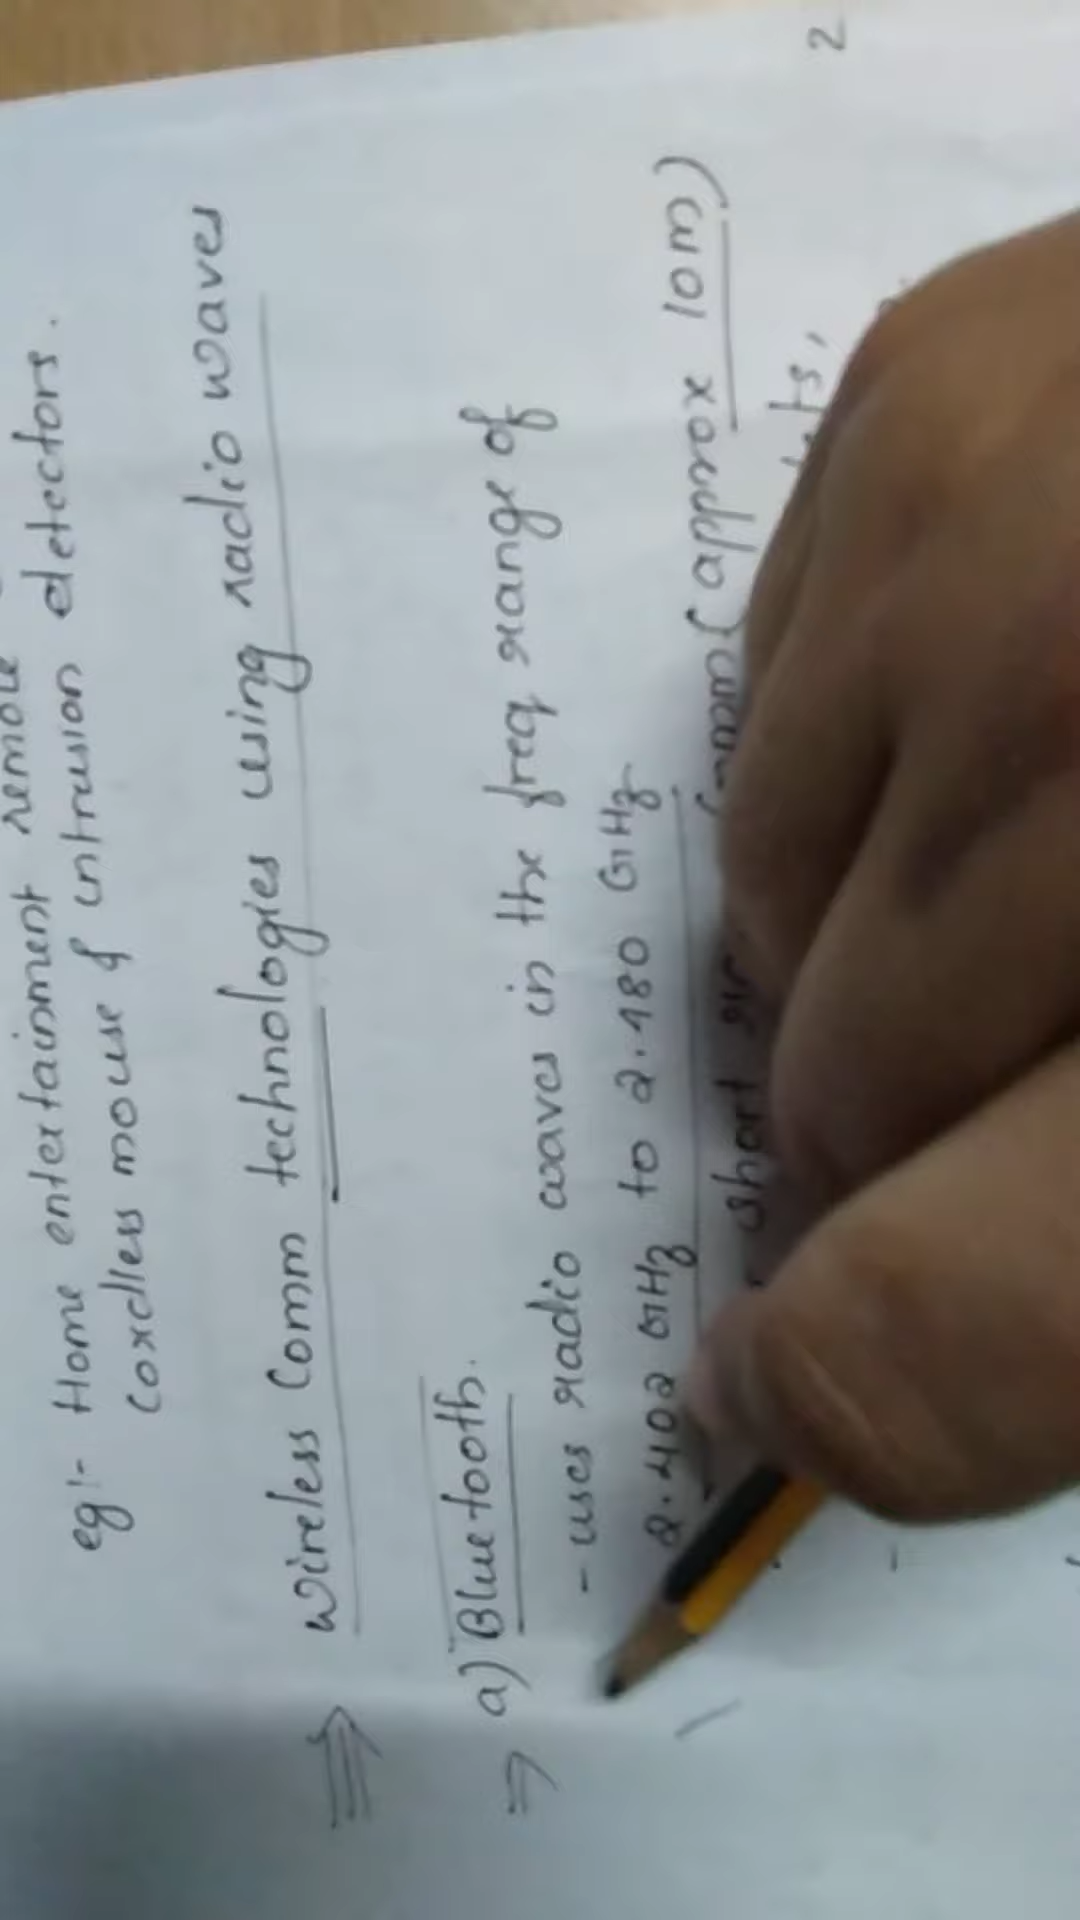 eg:- Home entertainment remote
cordless mouse & intrusion detectors.
Wireless Comm technologies using radio waves
a) Bluetooth.
- uses radio waves in the freq range of
2.402 GHz to 2.480 GHz
short (approx 10m)
2